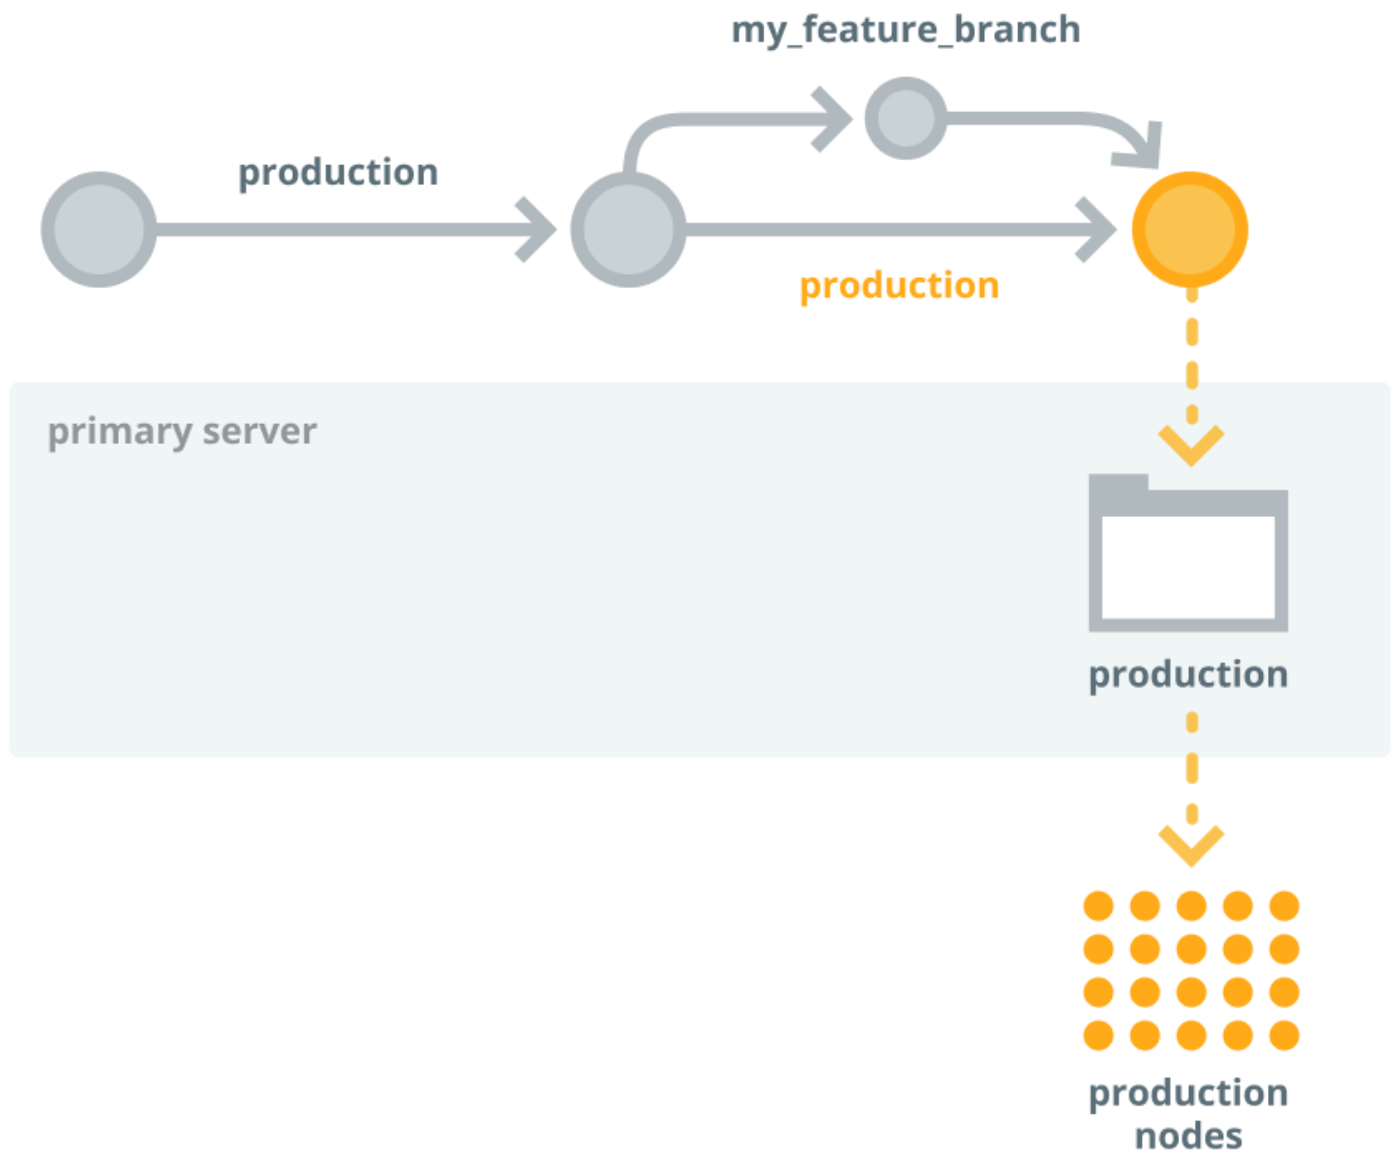 my_feature_branch
production
production
primary server
production
production
nodes